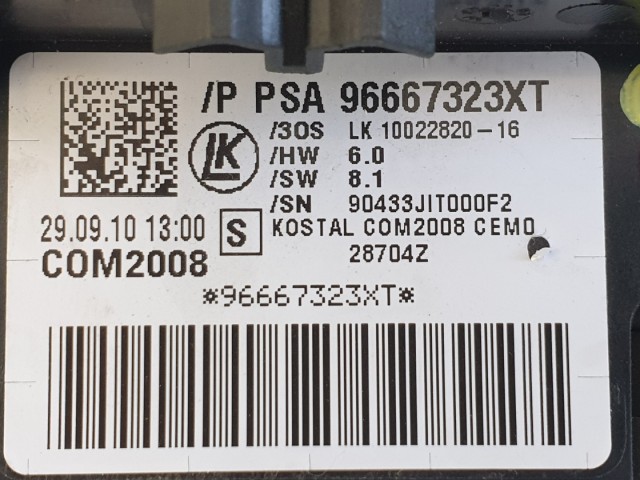 /P PSA 96667323XT
LK
/3OS LK 10022820-16
/HW 6.0
/SW 8.1
/SN 90433JIT000F2
29.09.10 13:00 S KOSTAL COM2008 CEMO
COM2008 28704Z
*96667323XT*